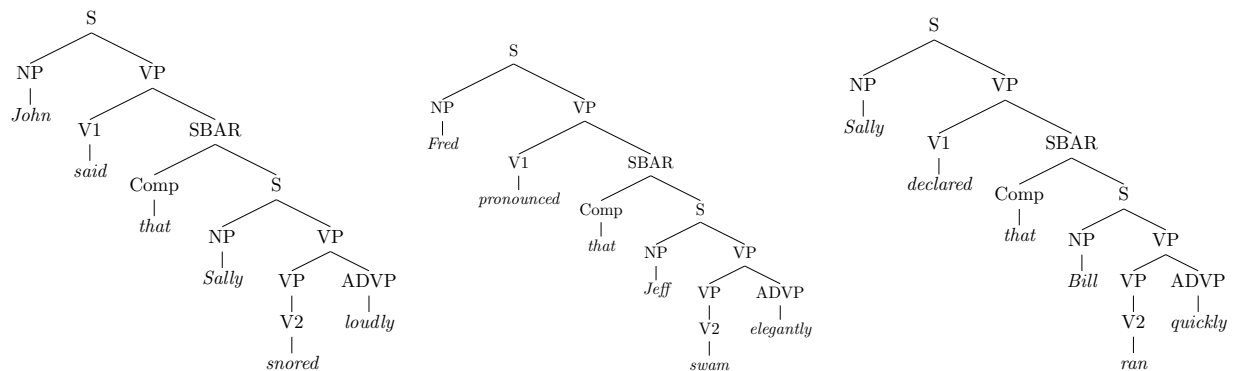 S
NP VP
John
V1 SBAR
said
Comp S
that
NP VP
Sally
VP ADVP
V2 loudly
snored
S
NP VP
Fred
V1 SBAR
pronounced
Comp S
that
NP VP
Jeff
VP ADVP
V2 elegantly
swam
S
NP VP
Sally
V1 SBAR
declared
Comp S
that
NP VP
Bill
VP ADVP
V2 quickly
ran